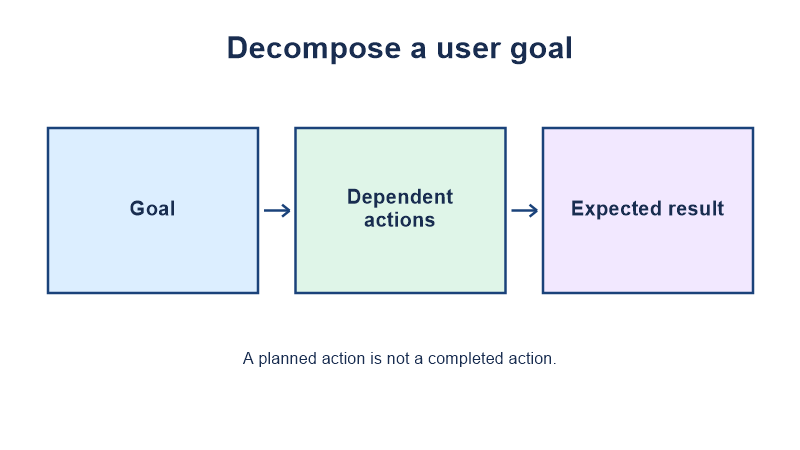 Decompose a user goal
Goal
Dependent
actions
Expected result
A planned action is not a completed action.